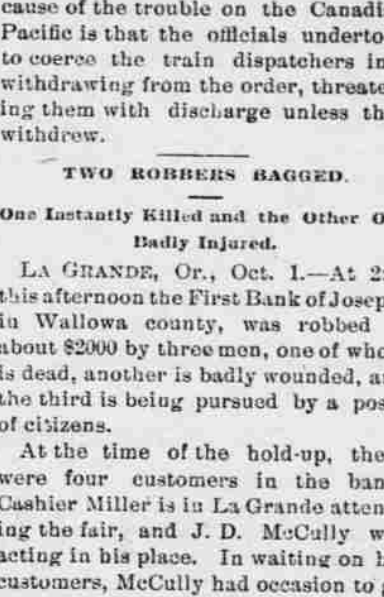 cause of the trouble on the Canadi
Pacific is that the officials underto
to coerce the train dispatchers in
withdrawing from the order, threate
ing them with discharge unless th
withdrew.
TWO ROBBERS BAGGED.
One Instantly Killed and the Other O
Badly Injured.
LA GRANDE, Or., Oct. 1.—At 2:
this afternoon the First Bank of Josep
in Wallowa county, was robbed
about $2000 by three men, one of who
is dead, another is badly wounded, a
the third is being pursued by a pos
of citizens.
At the time of the hold-up, the
were four customers in the ban
Cashier Miller is in La Grande atten
ing the fair, and J. D. McCully w
acting in his place. In waiting on h
customers, McCully had occasion to